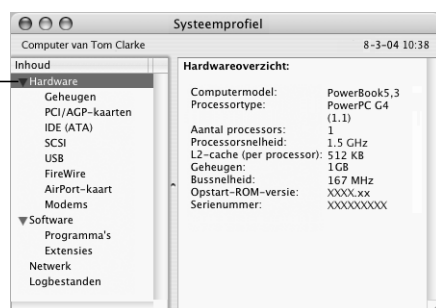 Systeemprofiel
Computer van Tom Clarke 8-3-04 10:38
Inhoud
Hardware
Geheugen
PCI/AGP-kaarten
IDE (ATA)
SCSI
USB
FireWire
AirPort-kaart
Modems
Software
Programma's
Extensies
Netwerk
Logbestanden
Hardwareoverzicht:
Computermodel: PowerBook5,3
Processortype: PowerPC G4
(1.1)
Aantal processors: 1
Processorsnelheid: 1.5 GHz
L2-cache (per processor): 512 KB
Geheugen: 1GB
Bussnelheid: 167 MHz
Opstart-ROM-versie: XXXX.xx
Serienummer: XXXXXXXXX